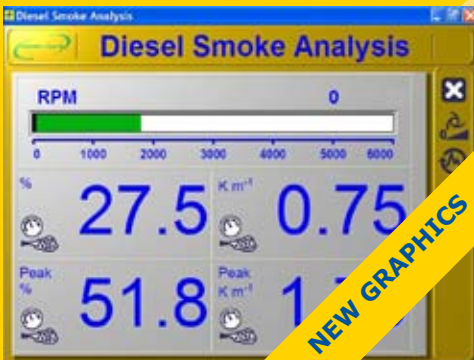 Diesel Smoke Analysis
Diesel Smoke Analysis
RPM 0
0 1000 2000 3000 4000 5000 6000
% 27.5 K m⁻¹ 0.75
Peak % 51.8 Peak K m⁻¹
NEW GRAPHICS